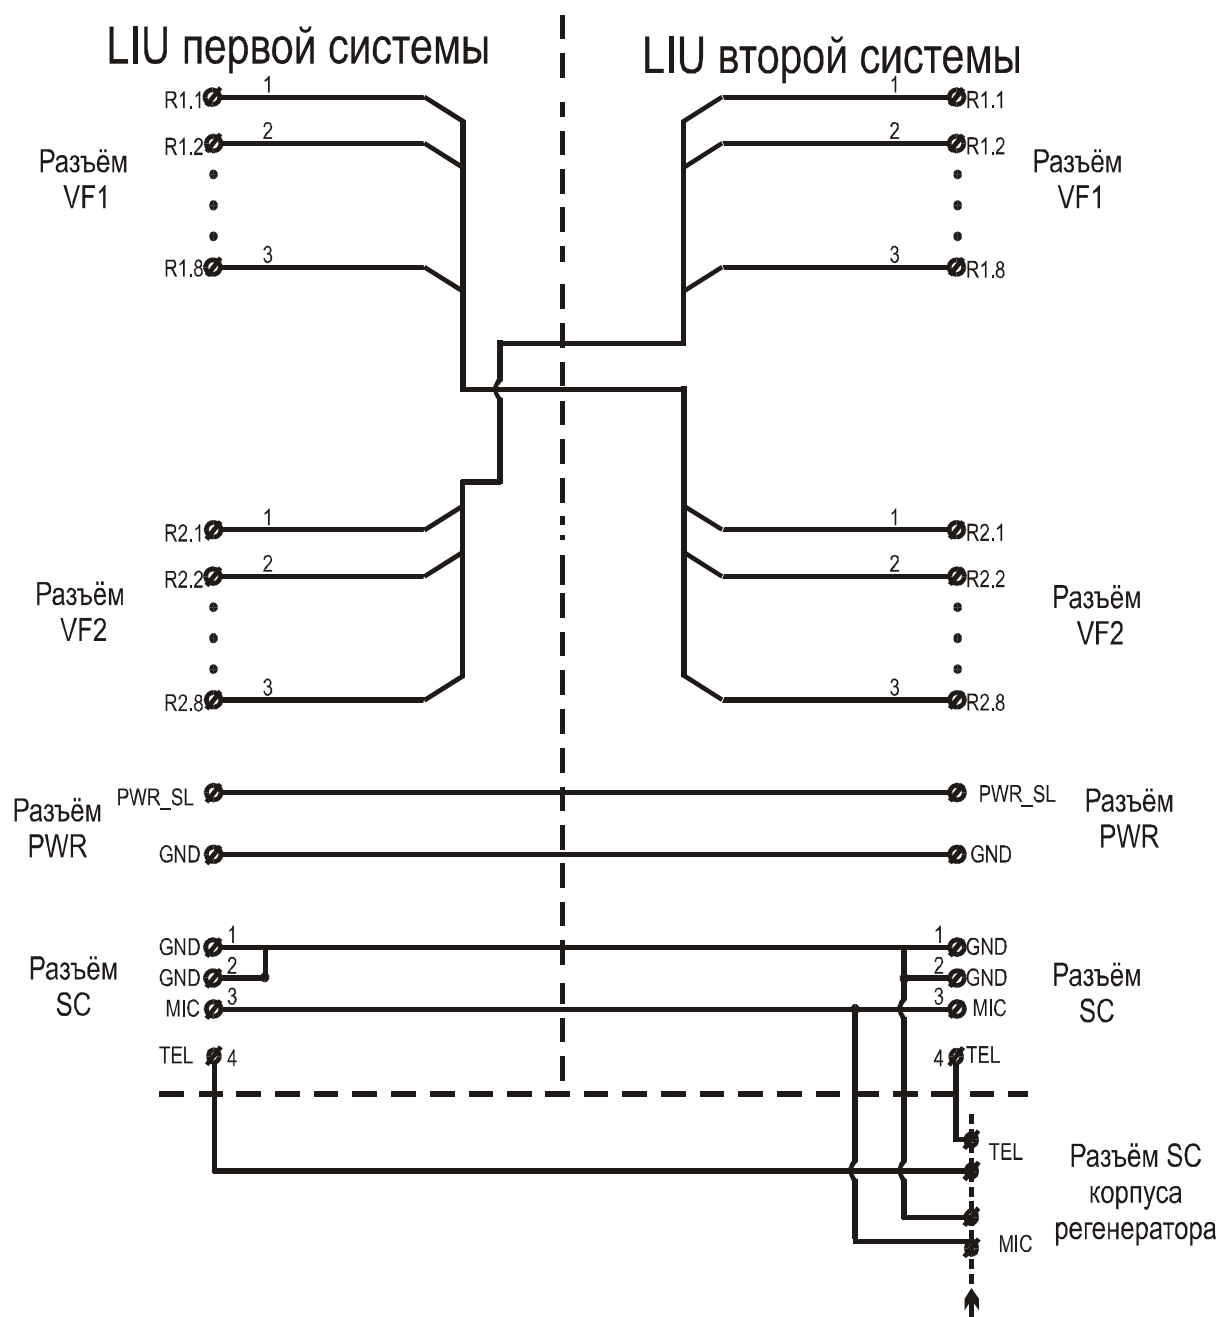 LIU первой системы
LIU второй системы
R1.1 1
1 R1.1
R1.2 2
2 R1.2
Разъём
VF1
Разъём
VF1
R1.8 3
3 R1.8
R2.1 1
1 R2.1
R2.2 2
2 R2.2
Разъём
VF2
Разъём
VF2
R2.8 3
3 R2.8
Разъём
PWR
PWR_SL
PWR_SL
GND
GND
Разъём
PWR
Разъём
SC
GND 1
GND 2
MIC 3
TEL 4
1 GND
2 GND
3 MIC
4 TEL
Разъём
SC
TEL
MIC
Разъём SC
корпуса
регенератора